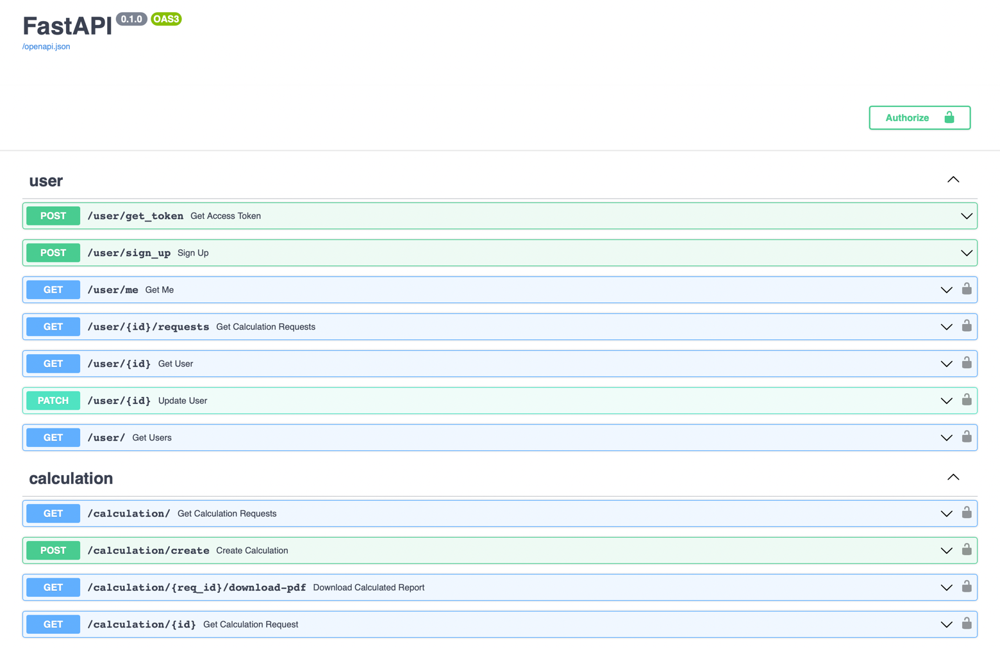 FastAPI 0.1.0 OAS3
/openapi.json
Authorize
user
POST /user/get_token Get Access Token
POST /user/sign_up Sign Up
GET /user/me Get Me
GET /user/{id}/requests Get Calculation Requests
GET /user/{id} Get User
PATCH /user/{id} Update User
GET /user/ Get Users
calculation
GET /calculation/ Get Calculation Requests
POST /calculation/create Create Calculation
GET /calculation/{req_id}/download-pdf Download Calculated Report
GET /calculation/{id} Get Calculation Request